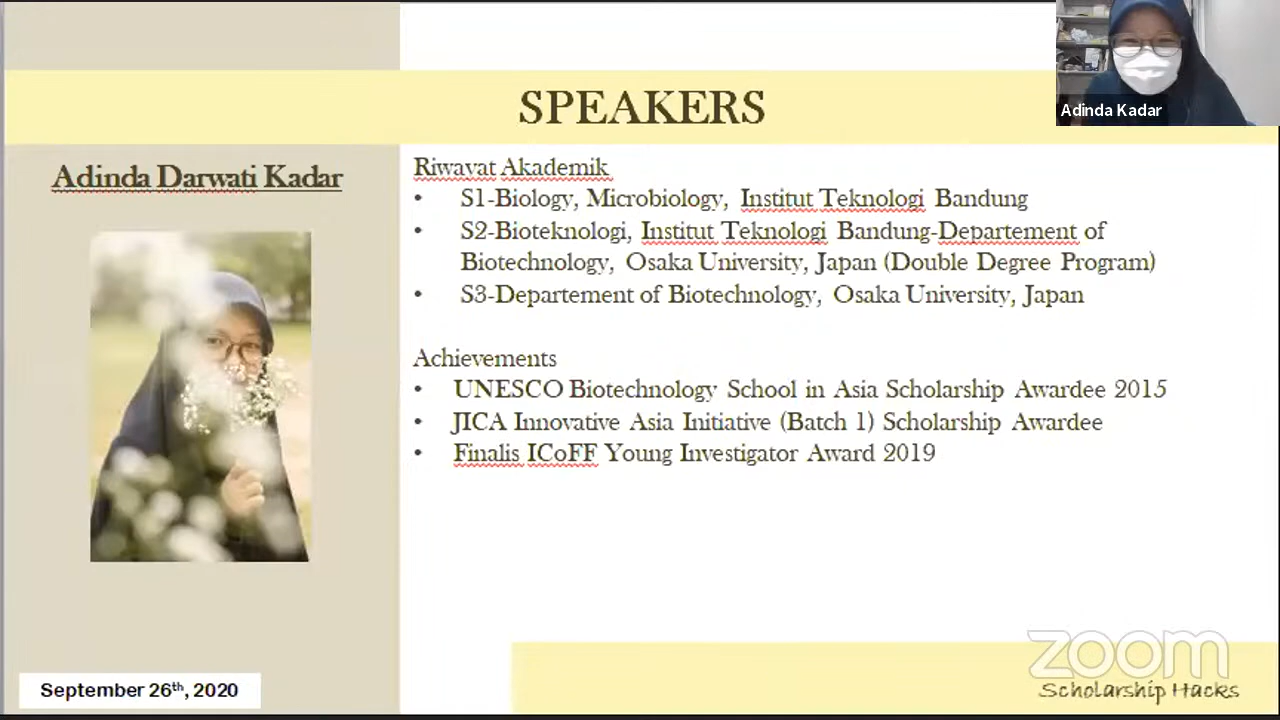 SPEAKERS
Adinda Kadar
Adinda Darwati Kadar
Riwayat Akademik
• S1-Biology, Microbiology, Institut Teknologi Bandung
• S2-Bioteknologi, Institut Teknologi Bandung-Departement of
Biotechnology, Osaka University, Japan (Double Degree Program)
• S3-Departement of Biotechnology, Osaka University, Japan
Achievements
• UNESCO Biotechnology School in Asia Scholarship Awardee 2015
• JICA Innovative Asia Initiative (Batch 1) Scholarship Awardee
• Finalis ICoFF Young Investigator Award 2019
zoom
September 26th, 2020
Scholarship Hacks